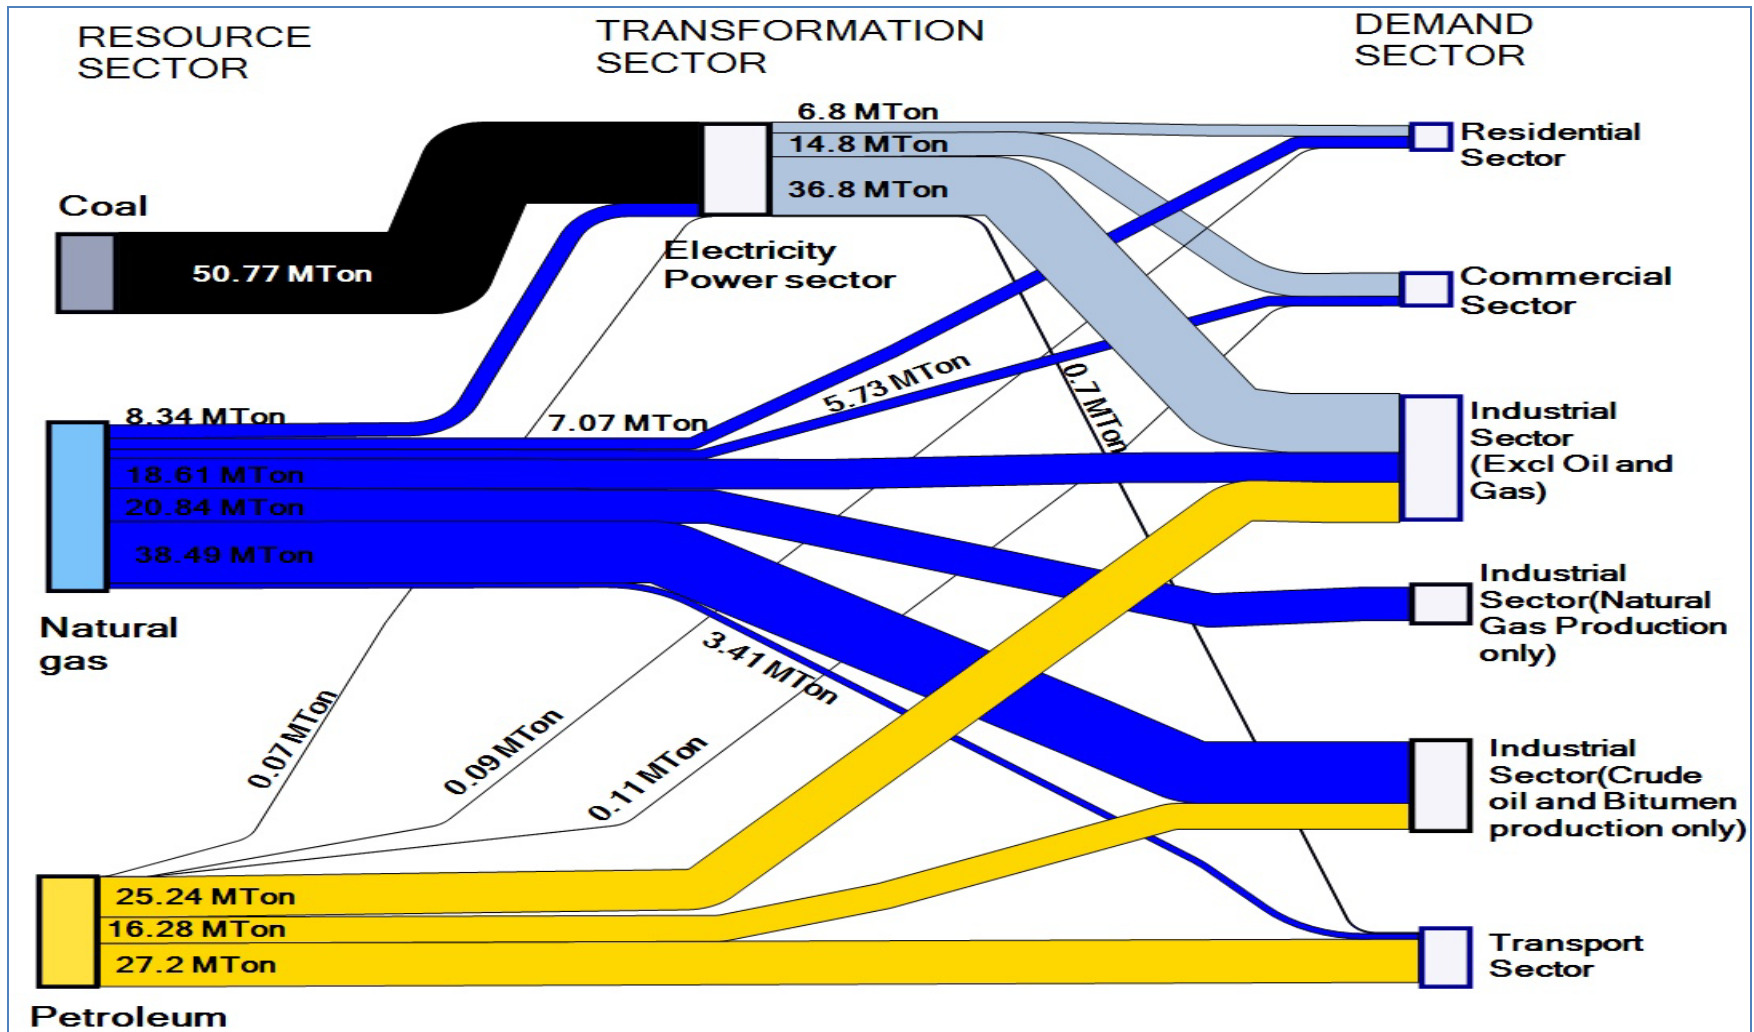 RESOURCE
SECTOR
TRANSFORMATION
SECTOR
DEMAND
SECTOR
Coal
50.77 MTon
6.8 MTon
14.8 MTon
36.8 MTon
Electricity
Power sector
Residential
Sector
Commercial
Sector
8.34 MTon
7.07 MTon
5.73 MTon
0.7 MTon
18.61 MTon
20.84 MTon
38.49 MTon
Natural
gas
Industrial
Sector
(Excl Oil and
Gas)
Industrial
Sector(Natural
Gas Production
only)
3.41 MTon
0.07 MTon
0.09 MTon
0.11 MTon
Industrial
Sector(Crude
oil and Bitumen
production only)
25.24 MTon
16.28 MTon
27.2 MTon
Transport
Sector
Petroleum